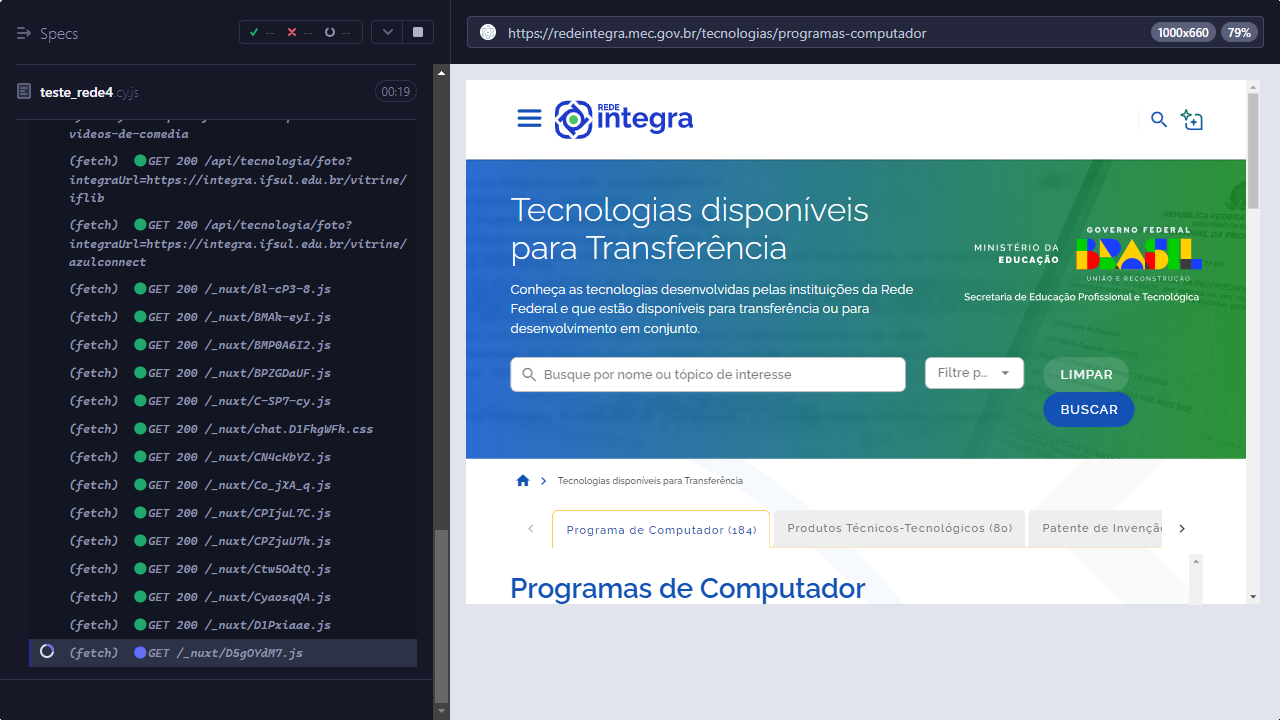 Specs
-- -- --
teste_rede4.cy.js 00:19
videos-de-comedia
(fetch) GET 200 /api/tecnologia/foto?
integraUrl=https://integra.ifsul.edu.br/vitrine/
iflib
(fetch) GET 200 /api/tecnologia/foto?
integraUrl=https://integra.ifsul.edu.br/vitrine/
azulconnect
(fetch) GET 200 /_nuxt/Bl-cP3-8.js
(fetch) GET 200 /_nuxt/BMAk-eyI.js
(fetch) GET 200 /_nuxt/BMP0A6I2.js
(fetch) GET 200 /_nuxt/BPZGDaUF.js
(fetch) GET 200 /_nuxt/C-SP7-cy.js
(fetch) GET 200 /_nuxt/chat.D1FkgWFh.css
(fetch) GET 200 /_nuxt/CN4cKbYZ.js
(fetch) GET 200 /_nuxt/Co_jXA_q.js
(fetch) GET 200 /_nuxt/CPIjuL7C.js
(fetch) GET 200 /_nuxt/CPZjuU7k.js
(fetch) GET 200 /_nuxt/Ctw5OdtQ.js
(fetch) GET 200 /_nuxt/CyaosqQA.js
(fetch) GET 200 /_nuxt/D1Pxiaae.js
(fetch) GET /_nuxt/D5gOYdM7.js
https://redeintegra.mec.gov.br/tecnologias/programas-computador 1000x660 79%
REDE
integra
Tecnologias disponíveis
para Transferência
Conheça as tecnologias desenvolvidas pelas instituições da Rede
Federal e que estão disponíveis para transferência ou para
desenvolvimento em conjunto.
MINISTÉRIO DA
EDUCAÇÃO
GOVERNO FEDERAL
BRASIL
UNIÃO E RECONSTRUÇÃO
Secretaria de Educação Profissional e Tecnológica
Busque por nome ou tópico de interesse
Filtre p...
LIMPAR
BUSCAR
Tecnologias disponíveis para Transferência
Programa de Computador (184)
Produtos Técnicos-Tecnológicos (80)
Patente de Invenção
Programas de Computador